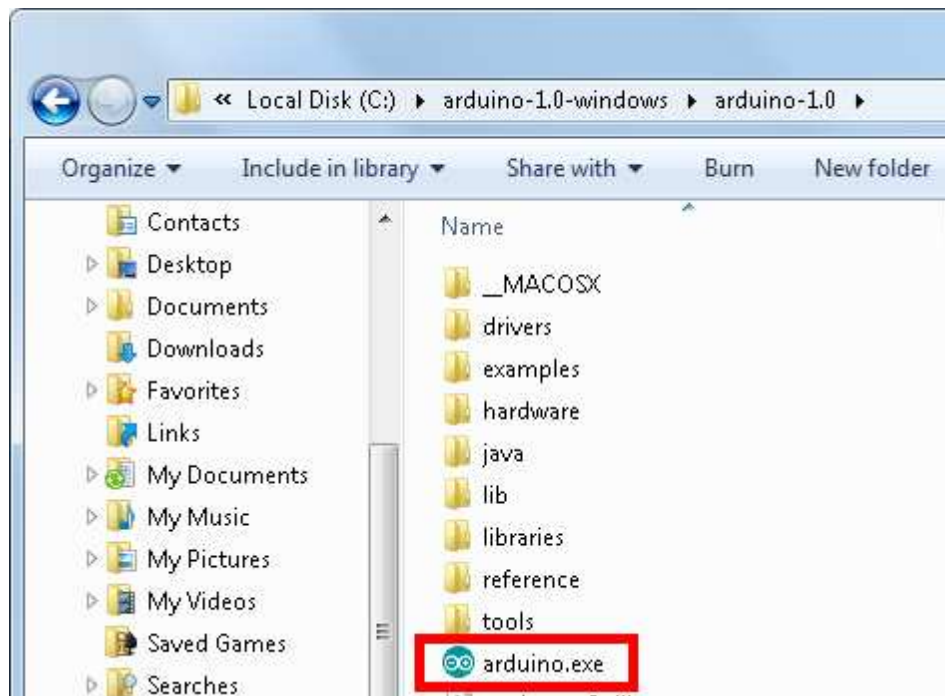 « Local Disk (C:) ▸ arduino-1.0-windows ▸ arduino-1.0 ▸
Organize Include in library Share with Burn New folder
Contacts
Desktop
Documents
Downloads
Favorites
Links
My Documents
My Music
My Pictures
My Videos
Saved Games
Searches
Name
__MACOSX
drivers
examples
hardware
java
lib
libraries
reference
tools
arduino.exe